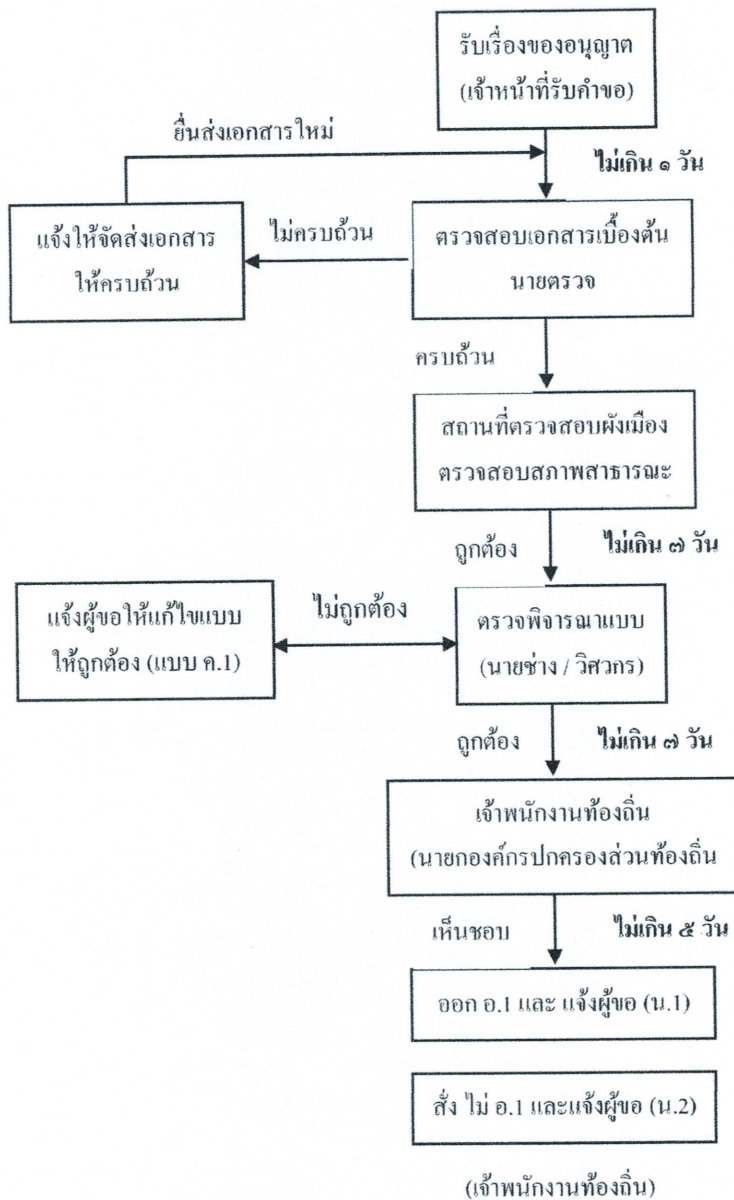 รับเรื่องของอนุญาต
(เจ้าหน้าที่รับคำขอ)
ยื่นส่งเอกสารใหม่
ไม่เกิน ๑ วัน
แจ้งให้จัดส่งเอกสาร
ให้ครบถ้วน
ไม่ครบถ้วน
ตรวจสอบเอกสารเบื้องต้น
นายตรวจ
ครบถ้วน
สถานที่ตรวจสอบผังเมือง
ตรวจสอบสภาพสาธารณะ
ถูกต้อง
ไม่เกิน ๗ วัน
แจ้งผู้ขอให้แก้ไขแบบ
ให้ถูกต้อง (แบบ ค.1)
ไม่ถูกต้อง
ตรวจพิจารณาแบบ
(นายช่าง / วิศวกร)
ถูกต้อง
ไม่เกิน ๗ วัน
เจ้าพนักงานท้องถิ่น
(นายกองค์กรปกครองส่วนท้องถิ่น
เห็นชอบ
ไม่เกิน ๕ วัน
ออก อ.1 และ แจ้งผู้ขอ (น.1)
สั่ง ไม่ อ.1 และแจ้งผู้ขอ (น.2)
(เจ้าพนักงานท้องถิ่น)